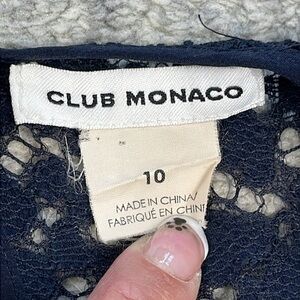 CLUB MONACO
10
MADE IN CHINA/
FABRIQUÉ EN CHINE